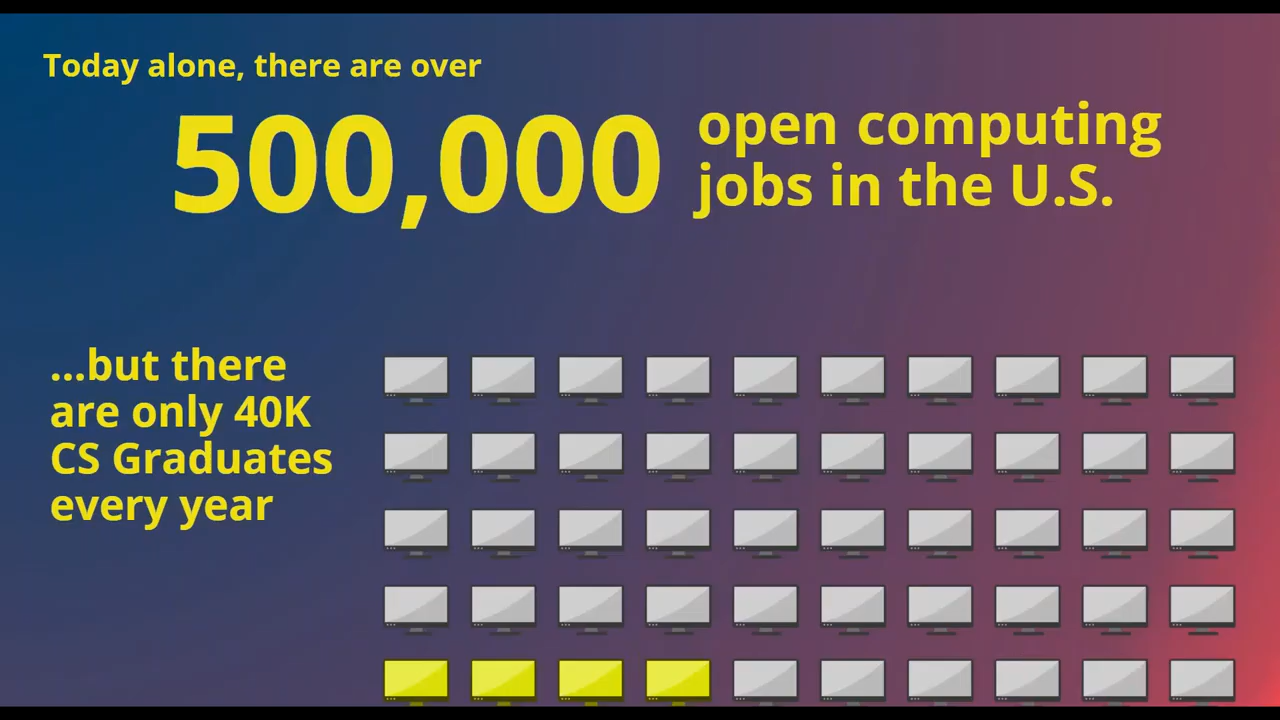 Today alone, there are over
500,000
open computing
jobs in the U.S.
...but there
are only 40K
CS Graduates
every year